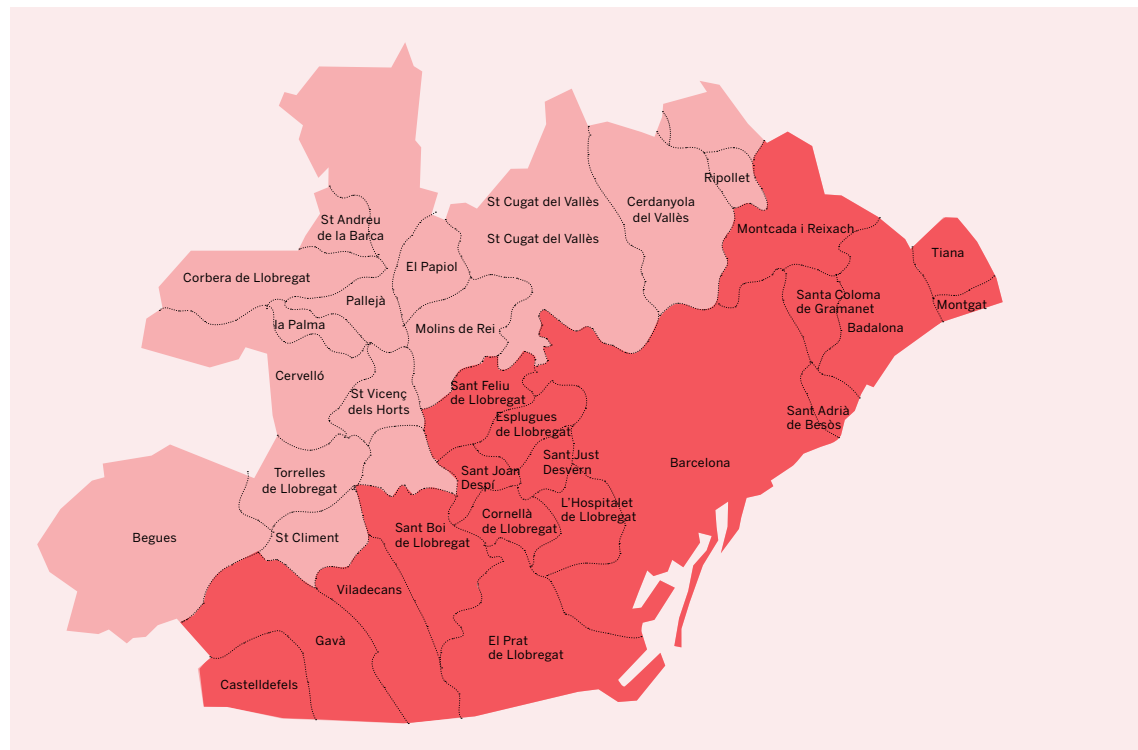 Ripollet
St Cugat del Vallès
Cerdanyola
del Vallès
St Andreu
de la Barca
Montcada i Reixach
St Cugat del Vallès
Tiana
El Papiol
Corbera de Llobregat
Santa Coloma
de Gramanet
Pallejà
Montgat
la Palma
Molins de Rei
Badalona
Cervelló
Sant Feliu
de Llobregat
St Vicenç
dels Horts
Sant Adrià
de Besòs
Esplugues
de Llobregat
Sant Just
Desvern
Barcelona
Sant Joan
Despí
Torrelles
de Llobregat
L'Hospitalet
de Llobregat
Cornellà
de Llobregat
Sant Boi
de Llobregat
Begues
St Climent
Viladecans
Gavà
El Prat
de Llobregat
Castelldefels